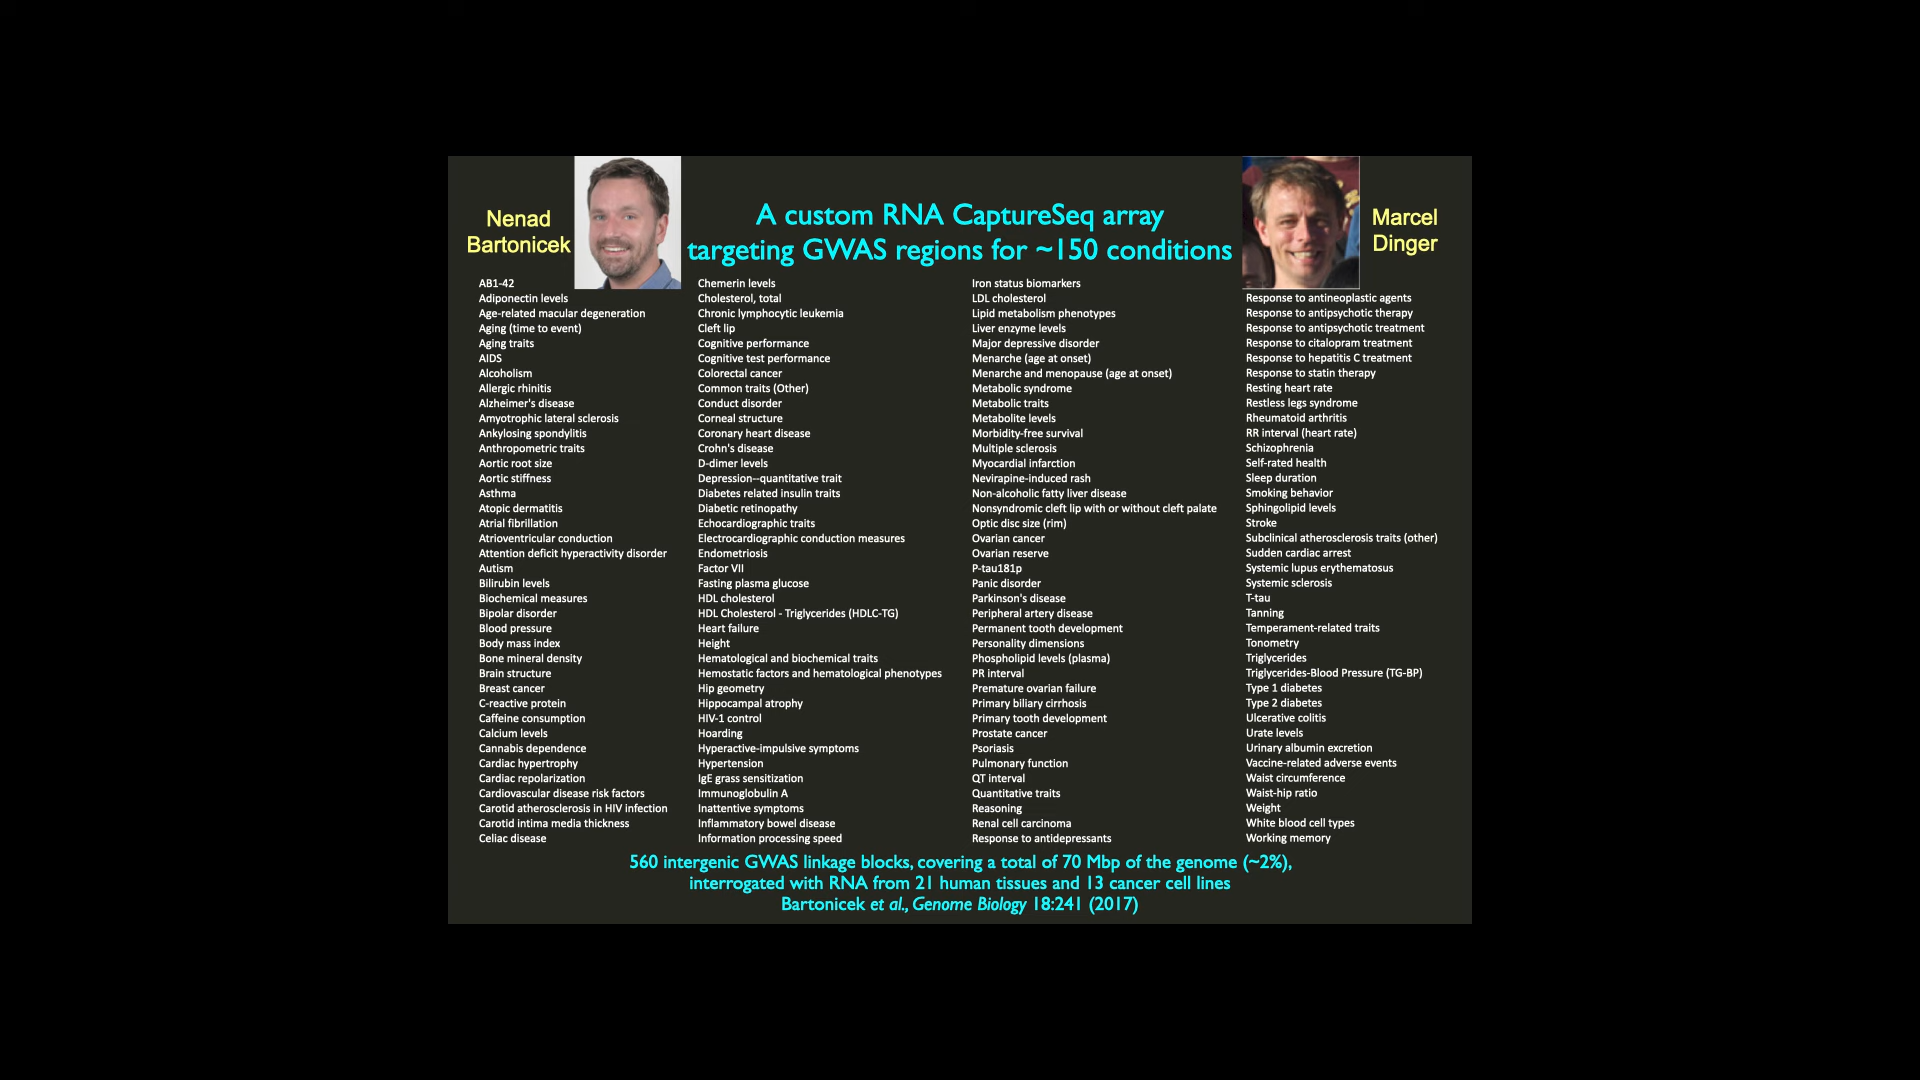 Nenad
Bartonicek
A custom RNA CaptureSeq array
targeting GWAS regions for ~150 conditions
Marcel
Dinger
AB1-42
Adiponectin levels
Age-related macular degeneration
Aging (time to event)
Aging traits
AIDS
Alcoholism
Allergic rhinitis
Alzheimer's disease
Amyotrophic lateral sclerosis
Ankylosing spondylitis
Anthropometric traits
Aortic root size
Aortic stiffness
Asthma
Atopic dermatitis
Atrial fibrillation
Atrioventricular conduction
Attention deficit hyperactivity disorder
Autism
Bilirubin levels
Biochemical measures
Bipolar disorder
Blood pressure
Body mass index
Bone mineral density
Brain structure
Breast cancer
C-reactive protein
Caffeine consumption
Calcium levels
Cannabis dependence
Cardiac hypertrophy
Cardiac repolarization
Cardiovascular disease risk factors
Carotid atherosclerosis in HIV infection
Carotid intima media thickness
Celiac disease
Chemerin levels
Cholesterol, total
Chronic lymphocytic leukemia
Cleft lip
Cognitive performance
Cognitive test performance
Colorectal cancer
Common traits (Other)
Conduct disorder
Corneal structure
Coronary heart disease
Crohn's disease
D-dimer levels
Depression--quantitative trait
Diabetes related insulin traits
Diabetic retinopathy
Echocardiographic traits
Electrocardiographic conduction measures
Endometriosis
Factor VII
Fasting plasma glucose
HDL cholesterol
HDL Cholesterol - Triglycerides (HDLC-TG)
Heart failure
Height
Hematological and biochemical traits
Hemostatic factors and hematological phenotypes
Hip geometry
Hippocampal atrophy
HIV-1 control
Hoarding
Hyperactive-impulsive symptoms
Hypertension
IgE grass sensitization
Immunoglobulin A
Inattentive symptoms
Inflammatory bowel disease
Information processing speed
Iron status biomarkers
LDL cholesterol
Lipid metabolism phenotypes
Liver enzyme levels
Major depressive disorder
Menarche (age at onset)
Menarche and menopause (age at onset)
Metabolic syndrome
Metabolic traits
Metabolite levels
Morbidity-free survival
Multiple sclerosis
Myocardial infarction
Nevirapine-induced rash
Non-alcoholic fatty liver disease
Nonsyndromic cleft lip with or without cleft palate
Optic disc size (rim)
Ovarian cancer
Ovarian reserve
P-tau181p
Panic disorder
Parkinson's disease
Peripheral artery disease
Permanent tooth development
Personality dimensions
Phospholipid levels (plasma)
PR interval
Premature ovarian failure
Primary biliary cirrhosis
Primary tooth development
Prostate cancer
Psoriasis
Pulmonary function
QT interval
Quantitative traits
Reasoning
Renal cell carcinoma
Response to antidepressants
Response to antineoplastic agents
Response to antipsychotic therapy
Response to antipsychotic treatment
Response to citalopram treatment
Response to hepatitis C treatment
Response to statin therapy
Resting heart rate
Restless legs syndrome
Rheumatoid arthritis
RR interval (heart rate)
Schizophrenia
Self-rated health
Sleep duration
Smoking behavior
Sphingolipid levels
Stroke
Subclinical atherosclerosis traits (other)
Sudden cardiac arrest
Systemic lupus erythematosus
Systemic sclerosis
T-tau
Tanning
Temperament-related traits
Tonometry
Triglycerides
Triglycerides-Blood Pressure (TG-BP)
Type 1 diabetes
Type 2 diabetes
Ulcerative colitis
Urate levels
Urinary albumin excretion
Vaccine-related adverse events
Waist circumference
Waist-hip ratio
Weight
White blood cell types
Working memory
560 intergenic GWAS linkage blocks, covering a total of 70 Mbp of the genome (~2%),
interrogated with RNA from 21 human tissues and 13 cancer cell lines
Bartonicek et al., Genome Biology 18:241 (2017)